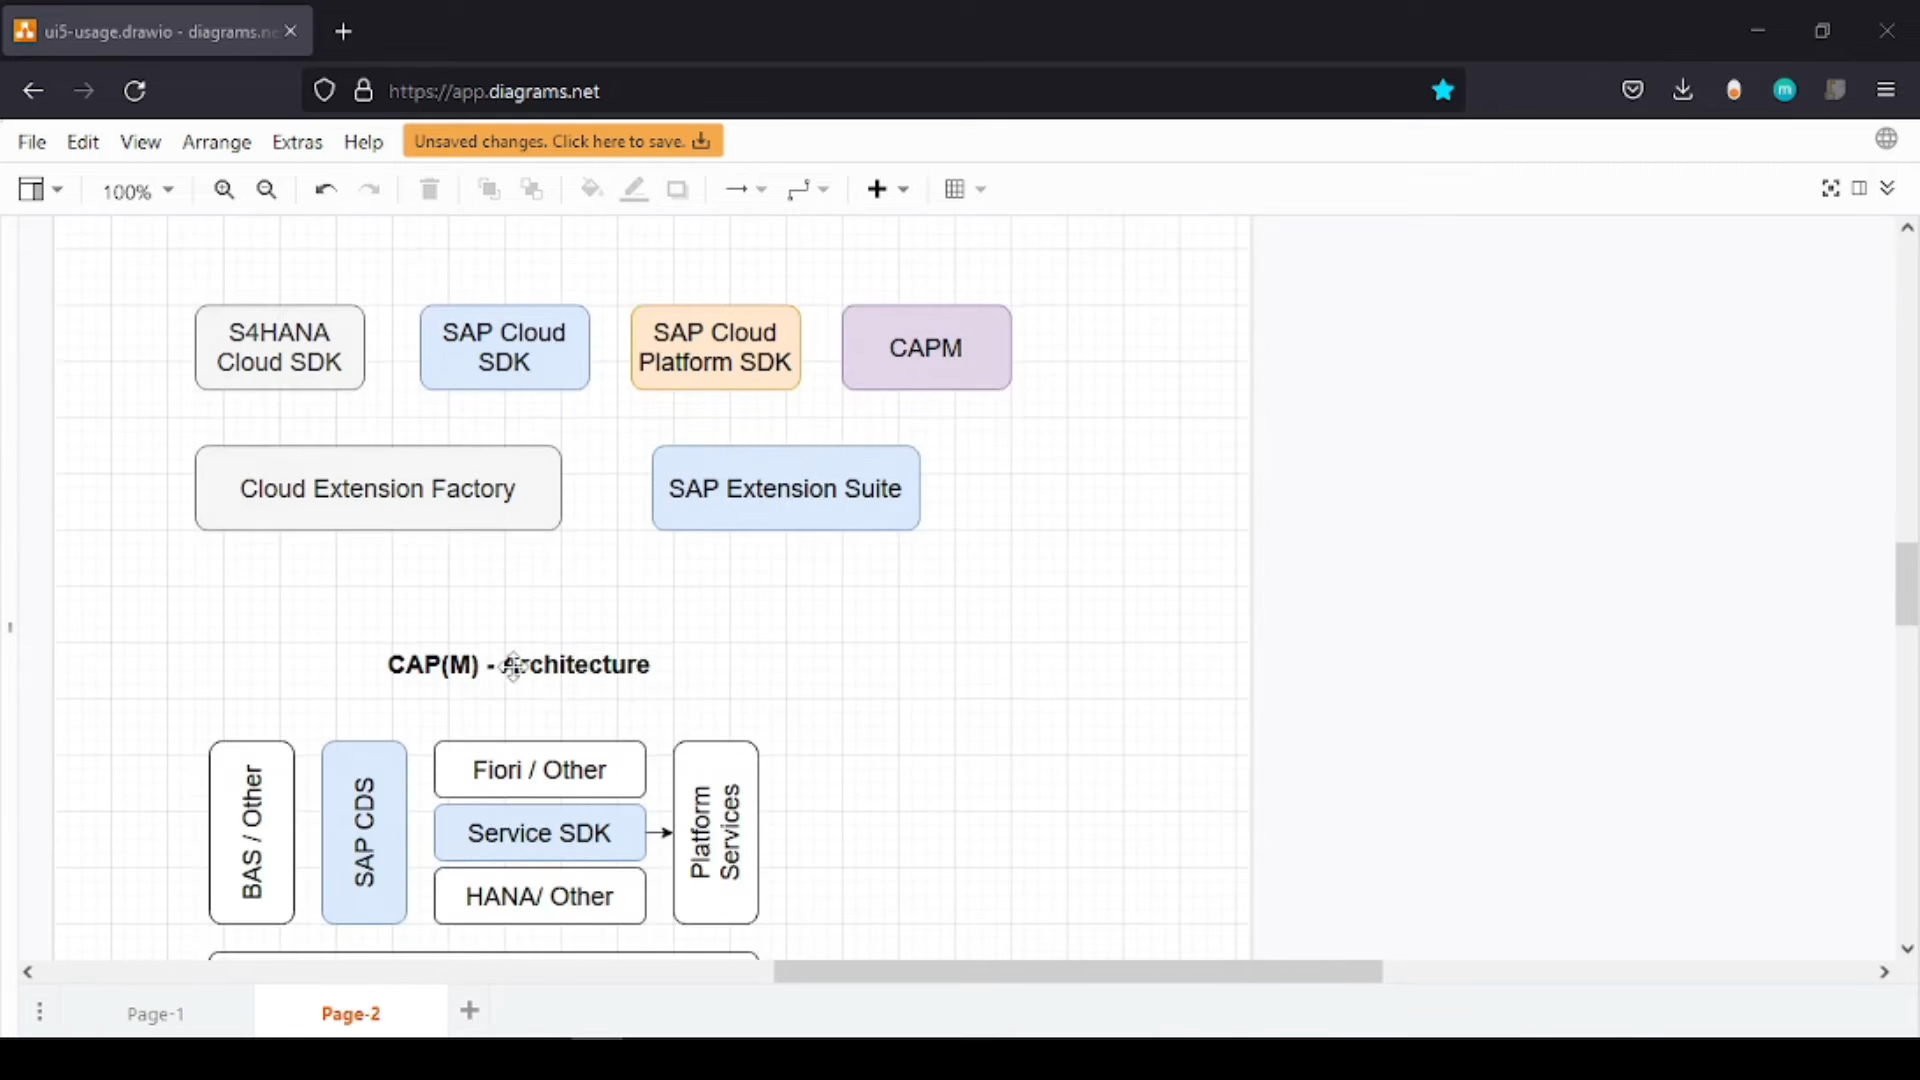 ui5-usage.drawio - diagrams.ne
https://app.diagrams.net
File Edit View Arrange Extras Help Unsaved changes. Click here to save.
100%
S4HANA
Cloud SDK
SAP Cloud
SDK
SAP Cloud
Platform SDK
CAPM
Cloud Extension Factory
SAP Extension Suite
CAP(M) - Architecture
BAS / Other
SAP CDS
Fiori / Other
Service SDK
HANA/ Other
Platform
Services
Page-1
Page-2
m